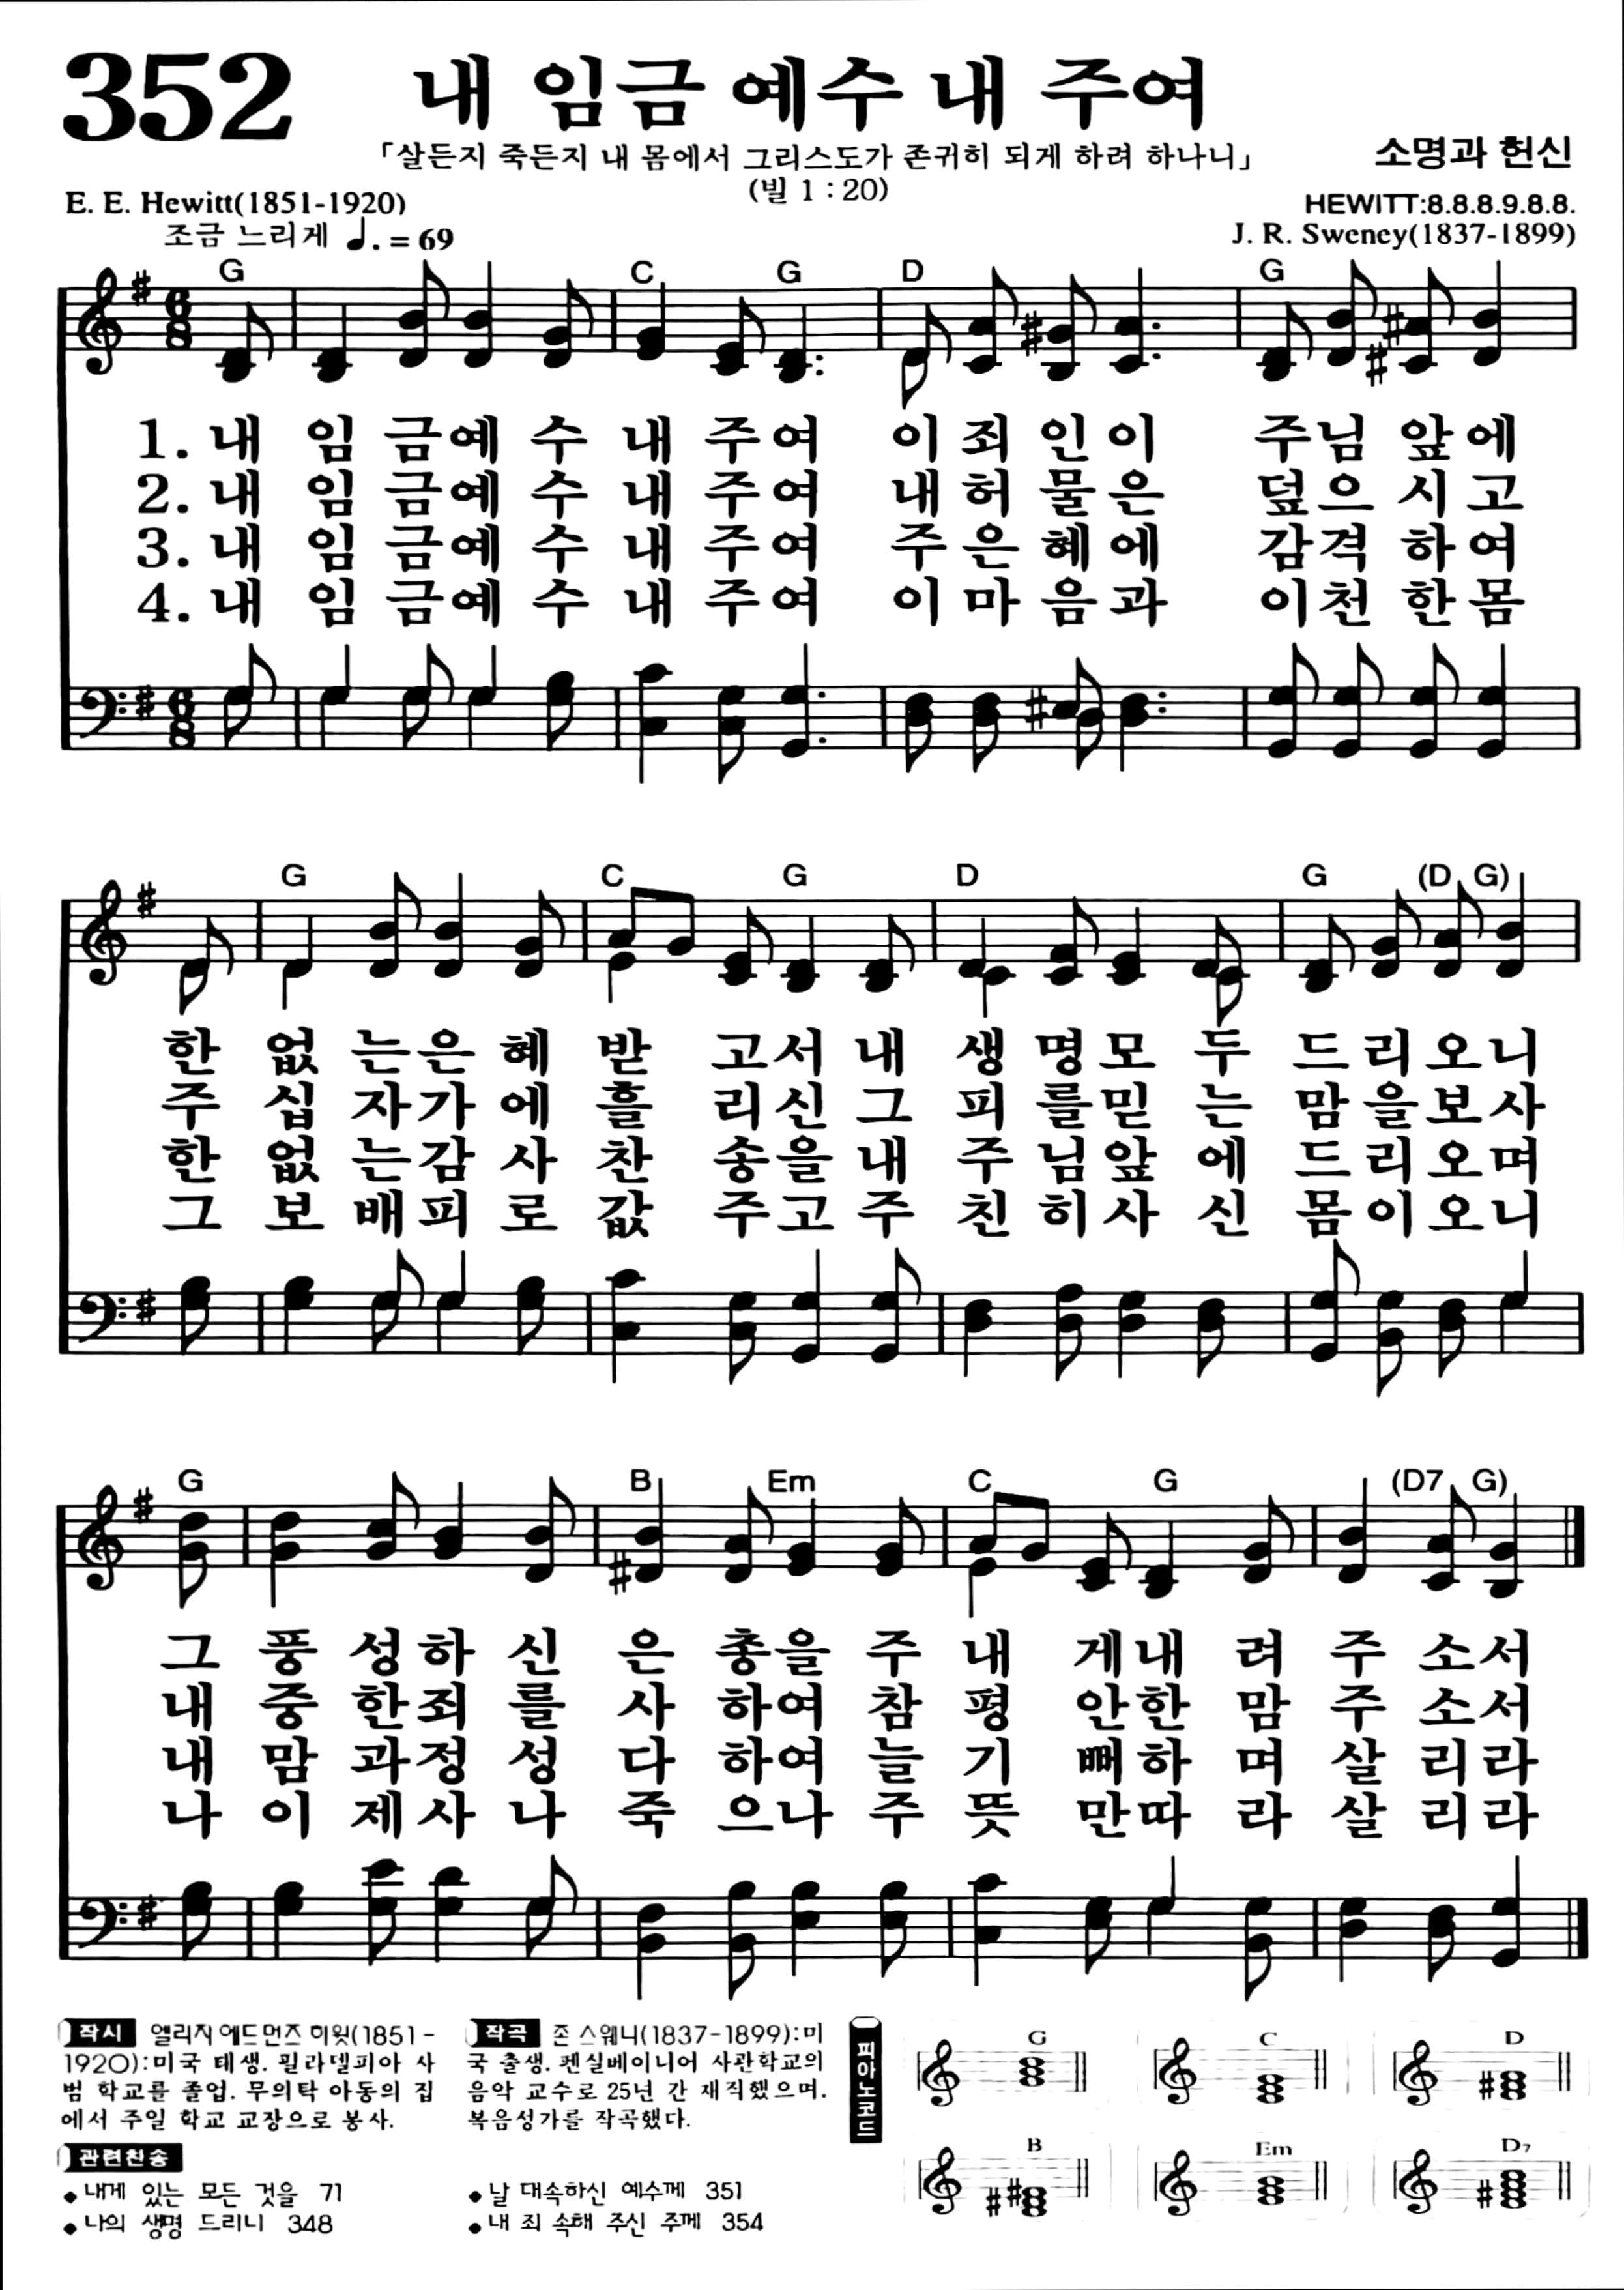 352 내 임금 예수 내 주여
「살든지 죽든지 내 몸에서 그리스도가 존귀히 되게 하려 하나니」
(빌 1 : 20)
소명과 헌신
E. E. Hewitt(1851-1920)
HEWITT:8.8.8.9.8.8.
조금 느리게 ♩. = 69
J. R. Sweney(1837-1899)
G C G D G
1. 내 임 금예 수 내 주여 이죄인이 주님 앞에
2. 내 임 금예 수 내 주여 내허물은 덮으시고
3. 내 임 금예 수 내 주여 주은혜에 감격하여
4. 내 임 금예 수 내 주여 이마음과 이천한몸
G C G D G (D G)
한 없 는은 혜 받 고서 내 생 명모 두 드리오니
주 십 자가 에 흘 리신 그 피 를믿 는 맘을보사
한 없 는감 사 찬 송을 내 주 님앞 에 드리오며
그 보 배피 로 값 주고 주 친 히사 신 몸이오니
G B Em C G (D7 G)
그 풍 성하 신 은 총을 주 내 게내 려 주 소서
내 중 한죄 를 사 하여 참 평 안한 맘 주 소서
내 맘 과정 성 다 하여 늘 기 뻐하 며 살 리라
나 이 제사 나 죽 으나 주 뜻 만따 라 살 리라
작시 엘리자 에드먼즈 히윗(1851-
1920):미국 태생. 필라델피아 사
범 학교를 졸업. 무의탁 아동의 집
에서 주일 학교 교장으로 봉사.
작곡 존 스웨니(1837-1899):미
국 출생. 펜실베이니어 사관학교의
음악 교수로 25년 간 재직했으며.
복음성가를 작곡했다.
관련찬송
●내게 있는 모든 것을 71
●나의 생명 드리니 348
●날 대속하신 예수께 351
●내 죄 속해 주신 주께 354
피아노코드
G C D
B Em D7